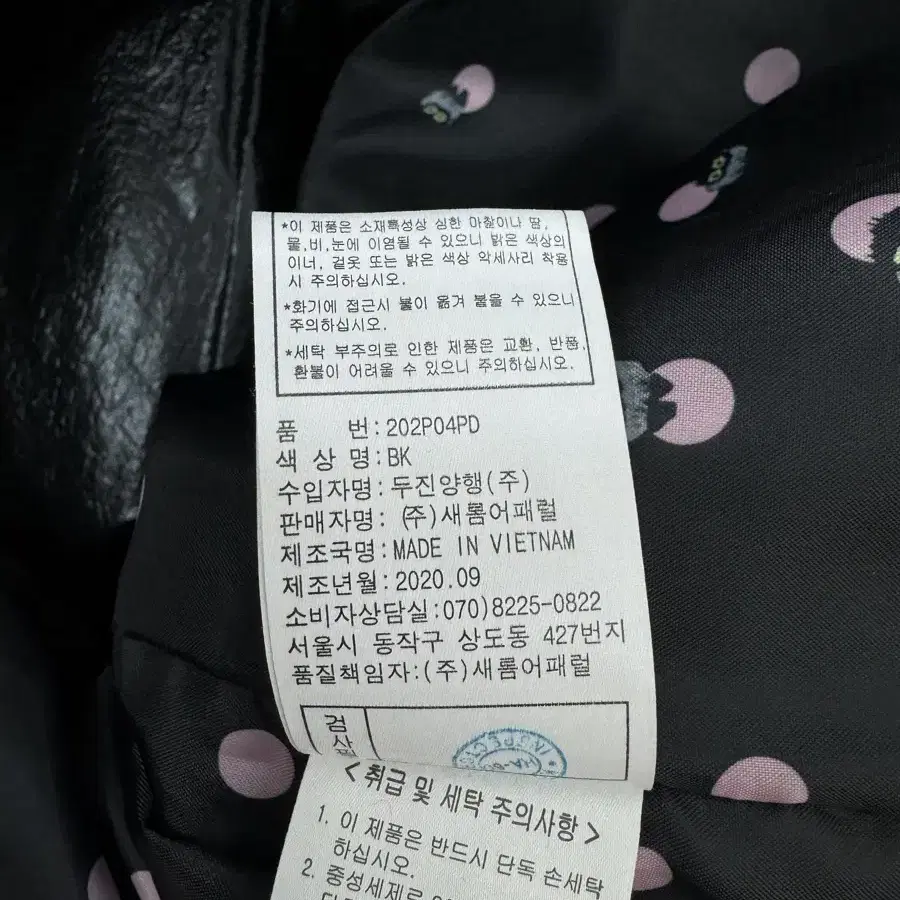 *이 제품은 소재특성상 심한 마찰이나 땀,
물,비,눈에 이염될 수 있으니 밝은 색상의
이너, 겉옷 또는 밝은 색상 악세사리 착용
시 주의하십시오.
*화기에 접근시 불이 옮겨 붙을 수 있으니
주의하십시오.
*세탁 부주의로 인한 제품은 교환, 반품,
환불이 어려울 수 있으니 주의하십시오.
품 번:202P04PD
색 상 명:BK
수입자명:두진양행(주)
판매자명: (주)새롬어패럴
제조국명:MADE IN VIETNAM
제조년월:2020.09
소비자상담실:070)8225-0822
서울시 동작구 상도동 427번지
품질책임자:(주)새롬어패럴
검
INSPECT
<취급 및 세탁 주의사항>
1. 이 제품은 반드시 단독 손세탁
하십시오.
2. 중성세제로